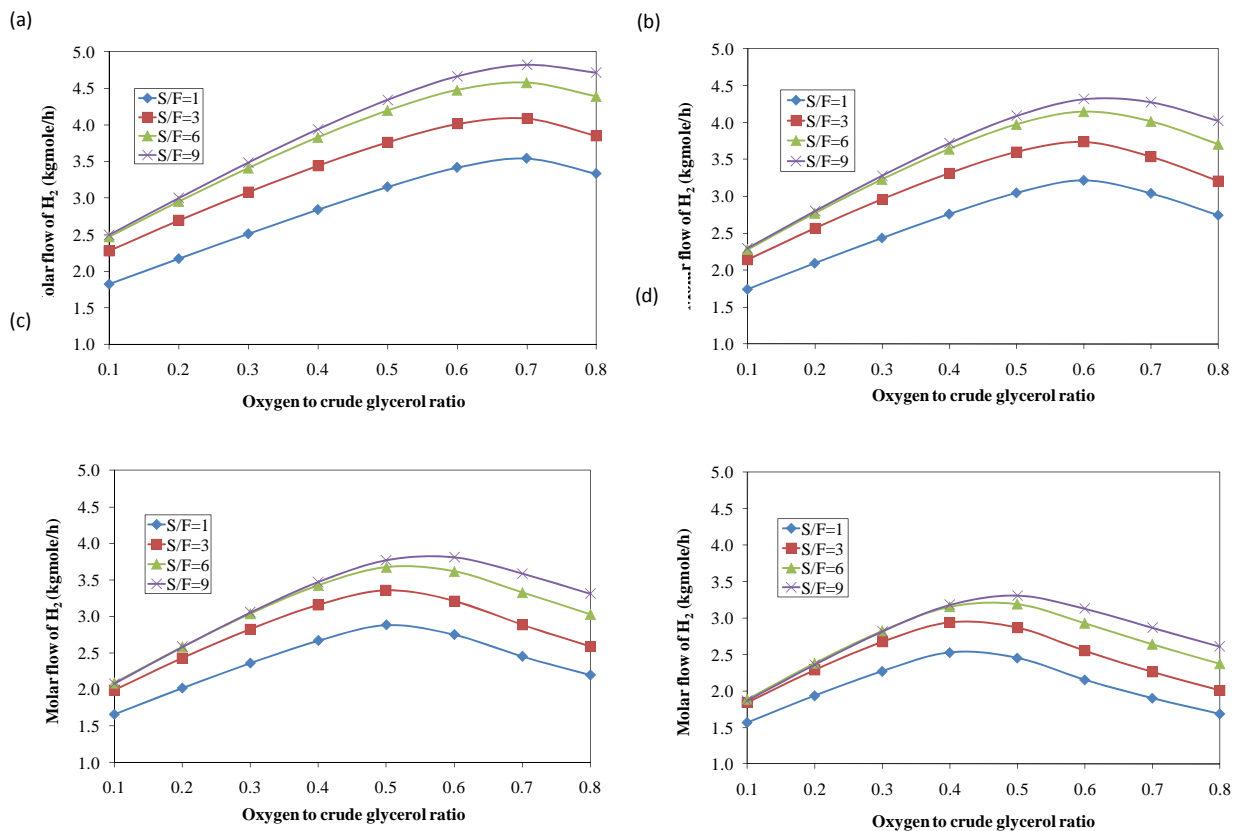 (a)
5.0
4.5
4.0
3.5
3.0
2.5
2.0
1.5
1.0
flow of H₂ (kgmole/h)
S/F=1
S/F=3
S/F=6
S/F=9
0.1 0.2 0.3 0.4 0.5 0.6 0.7 0.8
Oxygen to crude glycerol ratio
(b)
5.0
4.5
4.0
3.5
3.0
2.5
2.0
1.5
1.0
flow of H₂ (kgmole/h)
S/F=1
S/F=3
S/F=6
S/F=9
0.1 0.2 0.3 0.4 0.5 0.6 0.7 0.8
Oxygen to crude glycerol ratio
(c)
5.0
4.5
4.0
3.5
3.0
2.5
2.0
1.5
1.0
Molar flow of H₂ (kgmole/h)
S/F=1
S/F=3
S/F=6
S/F=9
0.1 0.2 0.3 0.4 0.5 0.6 0.7 0.8
Oxygen to crude glycerol ratio
(d)
5.0
4.5
4.0
3.5
3.0
2.5
2.0
1.5
1.0
Molar flow of H₂ (kgmole/h)
S/F=1
S/F=3
S/F=6
S/F=9
0.1 0.2 0.3 0.4 0.5 0.6 0.7 0.8
Oxygen to crude glycerol ratio